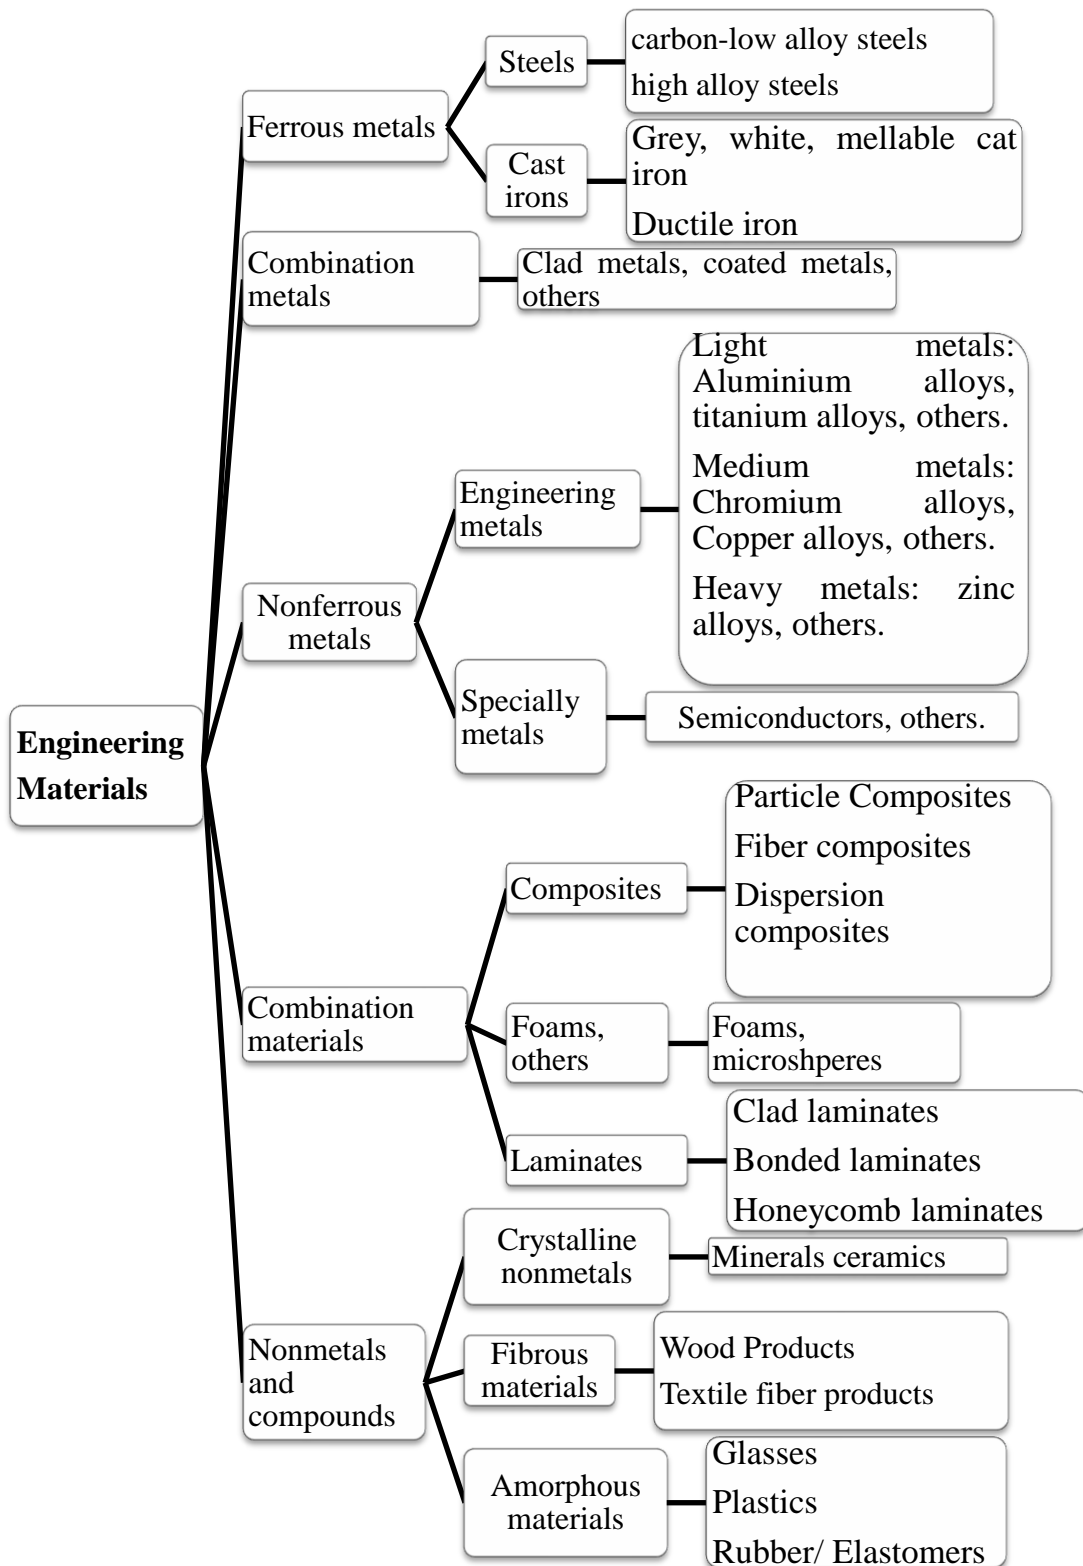 Engineering
Materials
Ferrous metals
Steels
carbon-low alloy steels
high alloy steels
Cast
irons
Grey, white, mellable cat
iron
Ductile iron
Combination
metals
Clad metals, coated metals,
others
Nonferrous
metals
Engineering
metals
Light metals:
Aluminium alloys,
titanium alloys, others.
Medium metals:
Chromium alloys,
Copper alloys, others.
Heavy metals: zinc
alloys, others.
Specially
metals
Semiconductors, others.
Combination
materials
Composites
Particle Composites
Fiber composites
Dispersion
composites
Foams,
others
Foams,
microshperes
Laminates
Clad laminates
Bonded laminates
Honeycomb laminates
Nonmetals
and
compounds
Crystalline
nonmetals
Minerals ceramics
Fibrous
materials
Wood Products
Textile fiber products
Amorphous
materials
Glasses
Plastics
Rubber/ Elastomers